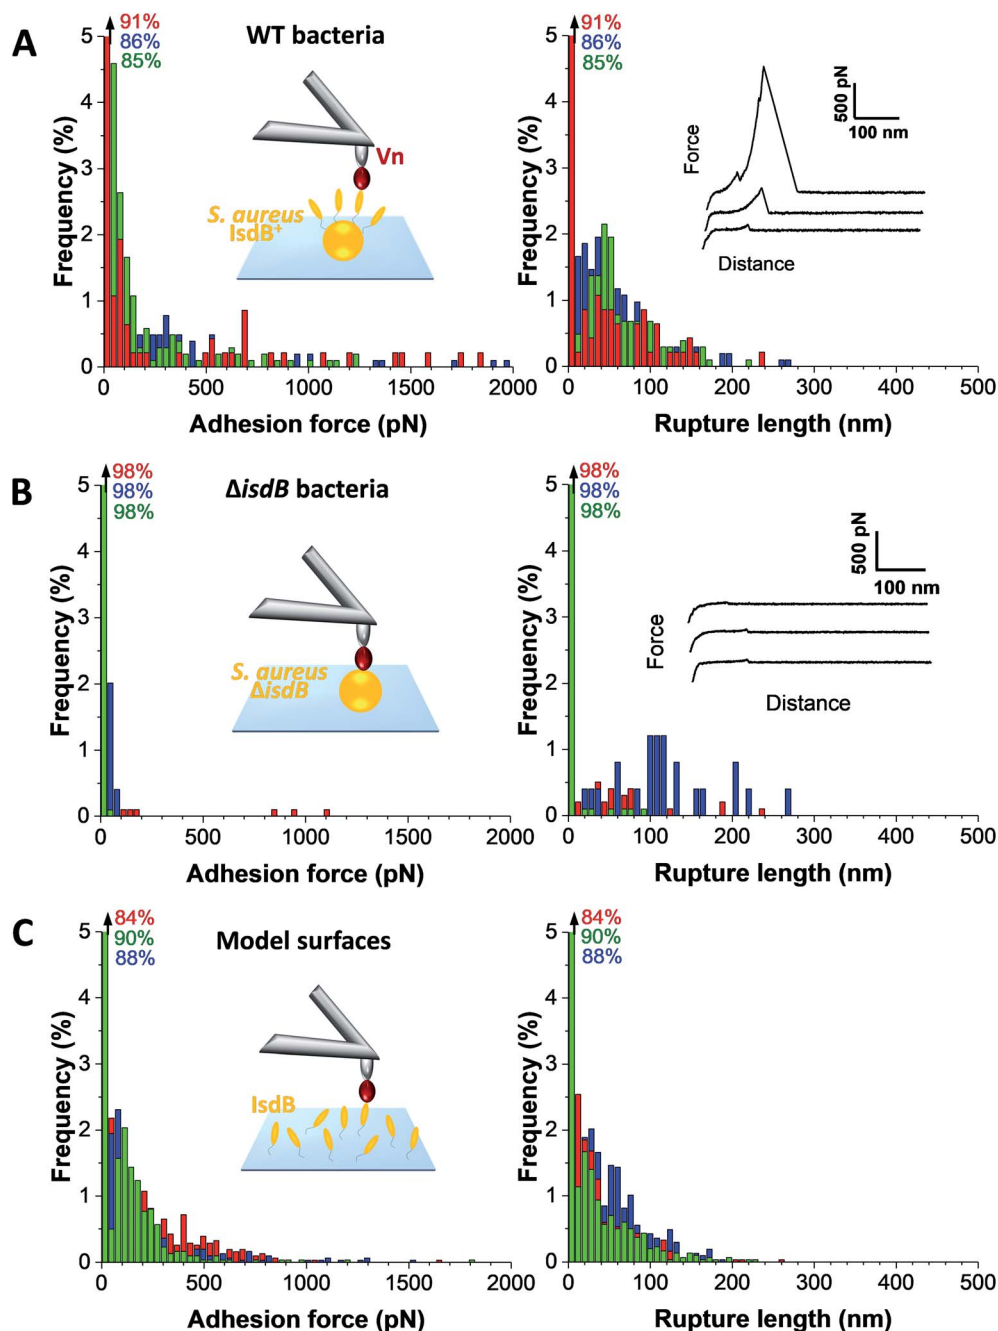 A
91%
86%
85%
WT bacteria
Vn
S. aureus
IsdB+
Frequency (%)
5
4
3
2
1
0
0
500
1000
1500
2000
Adhesion force (pN)
91%
86%
85%
500 pN
100 nm
Force
Distance
Frequency (%)
5
4
3
2
1
0
0
100
200
300
400
500
Rupture length (nm)
B
98%
98%
98%
ΔisdB bacteria
S. aureus
ΔisdB
Frequency (%)
5
4
3
2
1
0
0
500
1000
1500
2000
Adhesion force (pN)
98%
98%
98%
500 pN
100 nm
Force
Distance
Frequency (%)
5
4
3
2
1
0
0
100
200
300
400
500
Rupture length (nm)
C
84%
90%
88%
Model surfaces
IsdB
Frequency (%)
5
4
3
2
1
0
0
500
1000
1500
2000
Adhesion force (pN)
84%
90%
88%
Frequency (%)
5
4
3
2
1
0
0
100
200
300
400
500
Rupture length (nm)